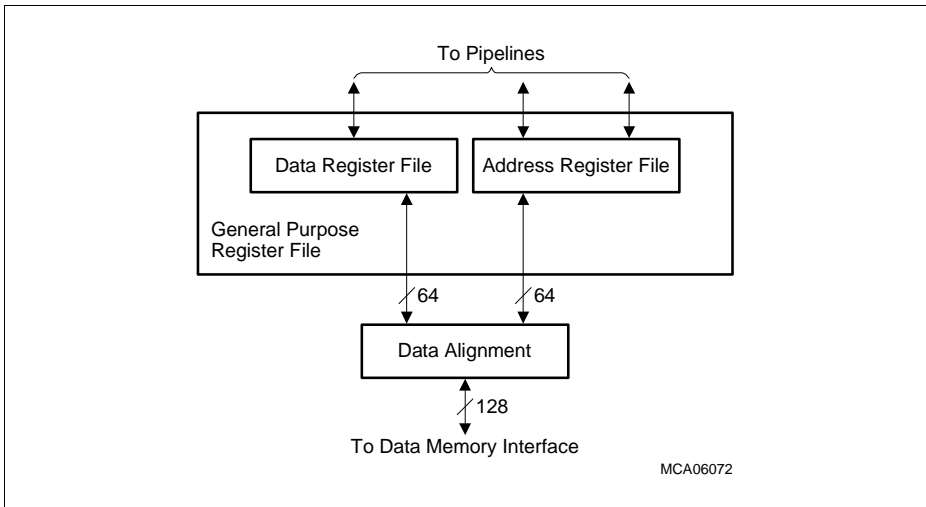 To Pipelines
Data Register File
Address Register File
General Purpose
Register File
64
64
Data Alignment
128
To Data Memory Interface
MCA06072